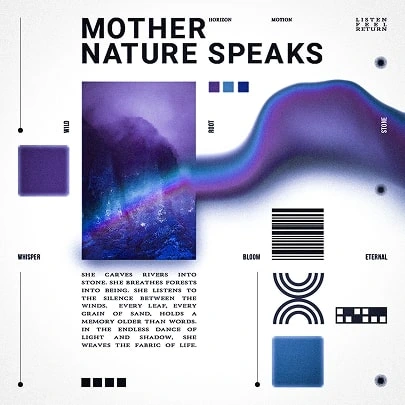 MOTHER
NATURE SPEAKS
HORIZON
MOTION
LISTEN
FEEL
RETURN
WILD
ROOT
STONE
WHISPER
BLOOM
ETERNAL
SHE CARVES RIVERS INTO
STONE. SHE BREATHES FORESTS
INTO BEING. SHE LISTENS TO
THE SILENCE BETWEEN THE
WINDS. EVERY LEAF, EVERY
GRAIN OF SAND, HOLDS A
MEMORY OLDER THAN WORDS.
IN THE ENDLESS DANCE OF
LIGHT AND SHADOW, SHE
WEAVES THE FABRIC OF LIFE.